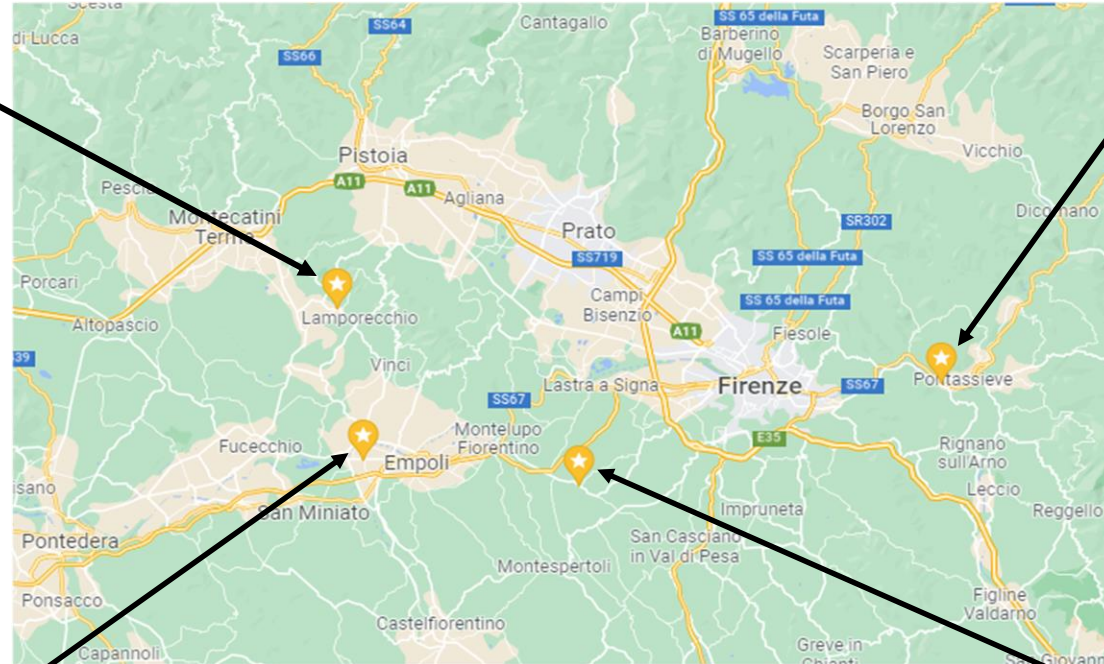 Scesta
di Lucca
SS64
SS66
Cantagallo
SS 65 della Futa
Barberino
di Mugello
Scarperia e
San Piero
Borgo San
Lorenzo
Vicchio
Pistoia
A11
A11
Agliana
Montecatini
Terme
Prato
SS719
SR302
SS 65 della Futa
Porcari
Altopascio
Lamporecchio
Campi
Bisenzio
SS 65 della Futa
A11
Fiesole
39
Vinci
Lastra a Signa
Firenze
SS67
Pontassieve
SS67
Fucecchio
Empoli
Montelupo
Fiorentino
E35
Rignano
sull'Arno
Leccio
Reggello
San Miniato
Impruneta
Pontedera
Montespertoli
San Casciano
in Val di Pesa
Ponsacco
Castelfiorentino
Figline
Valdarno
Capannoli
Greve in